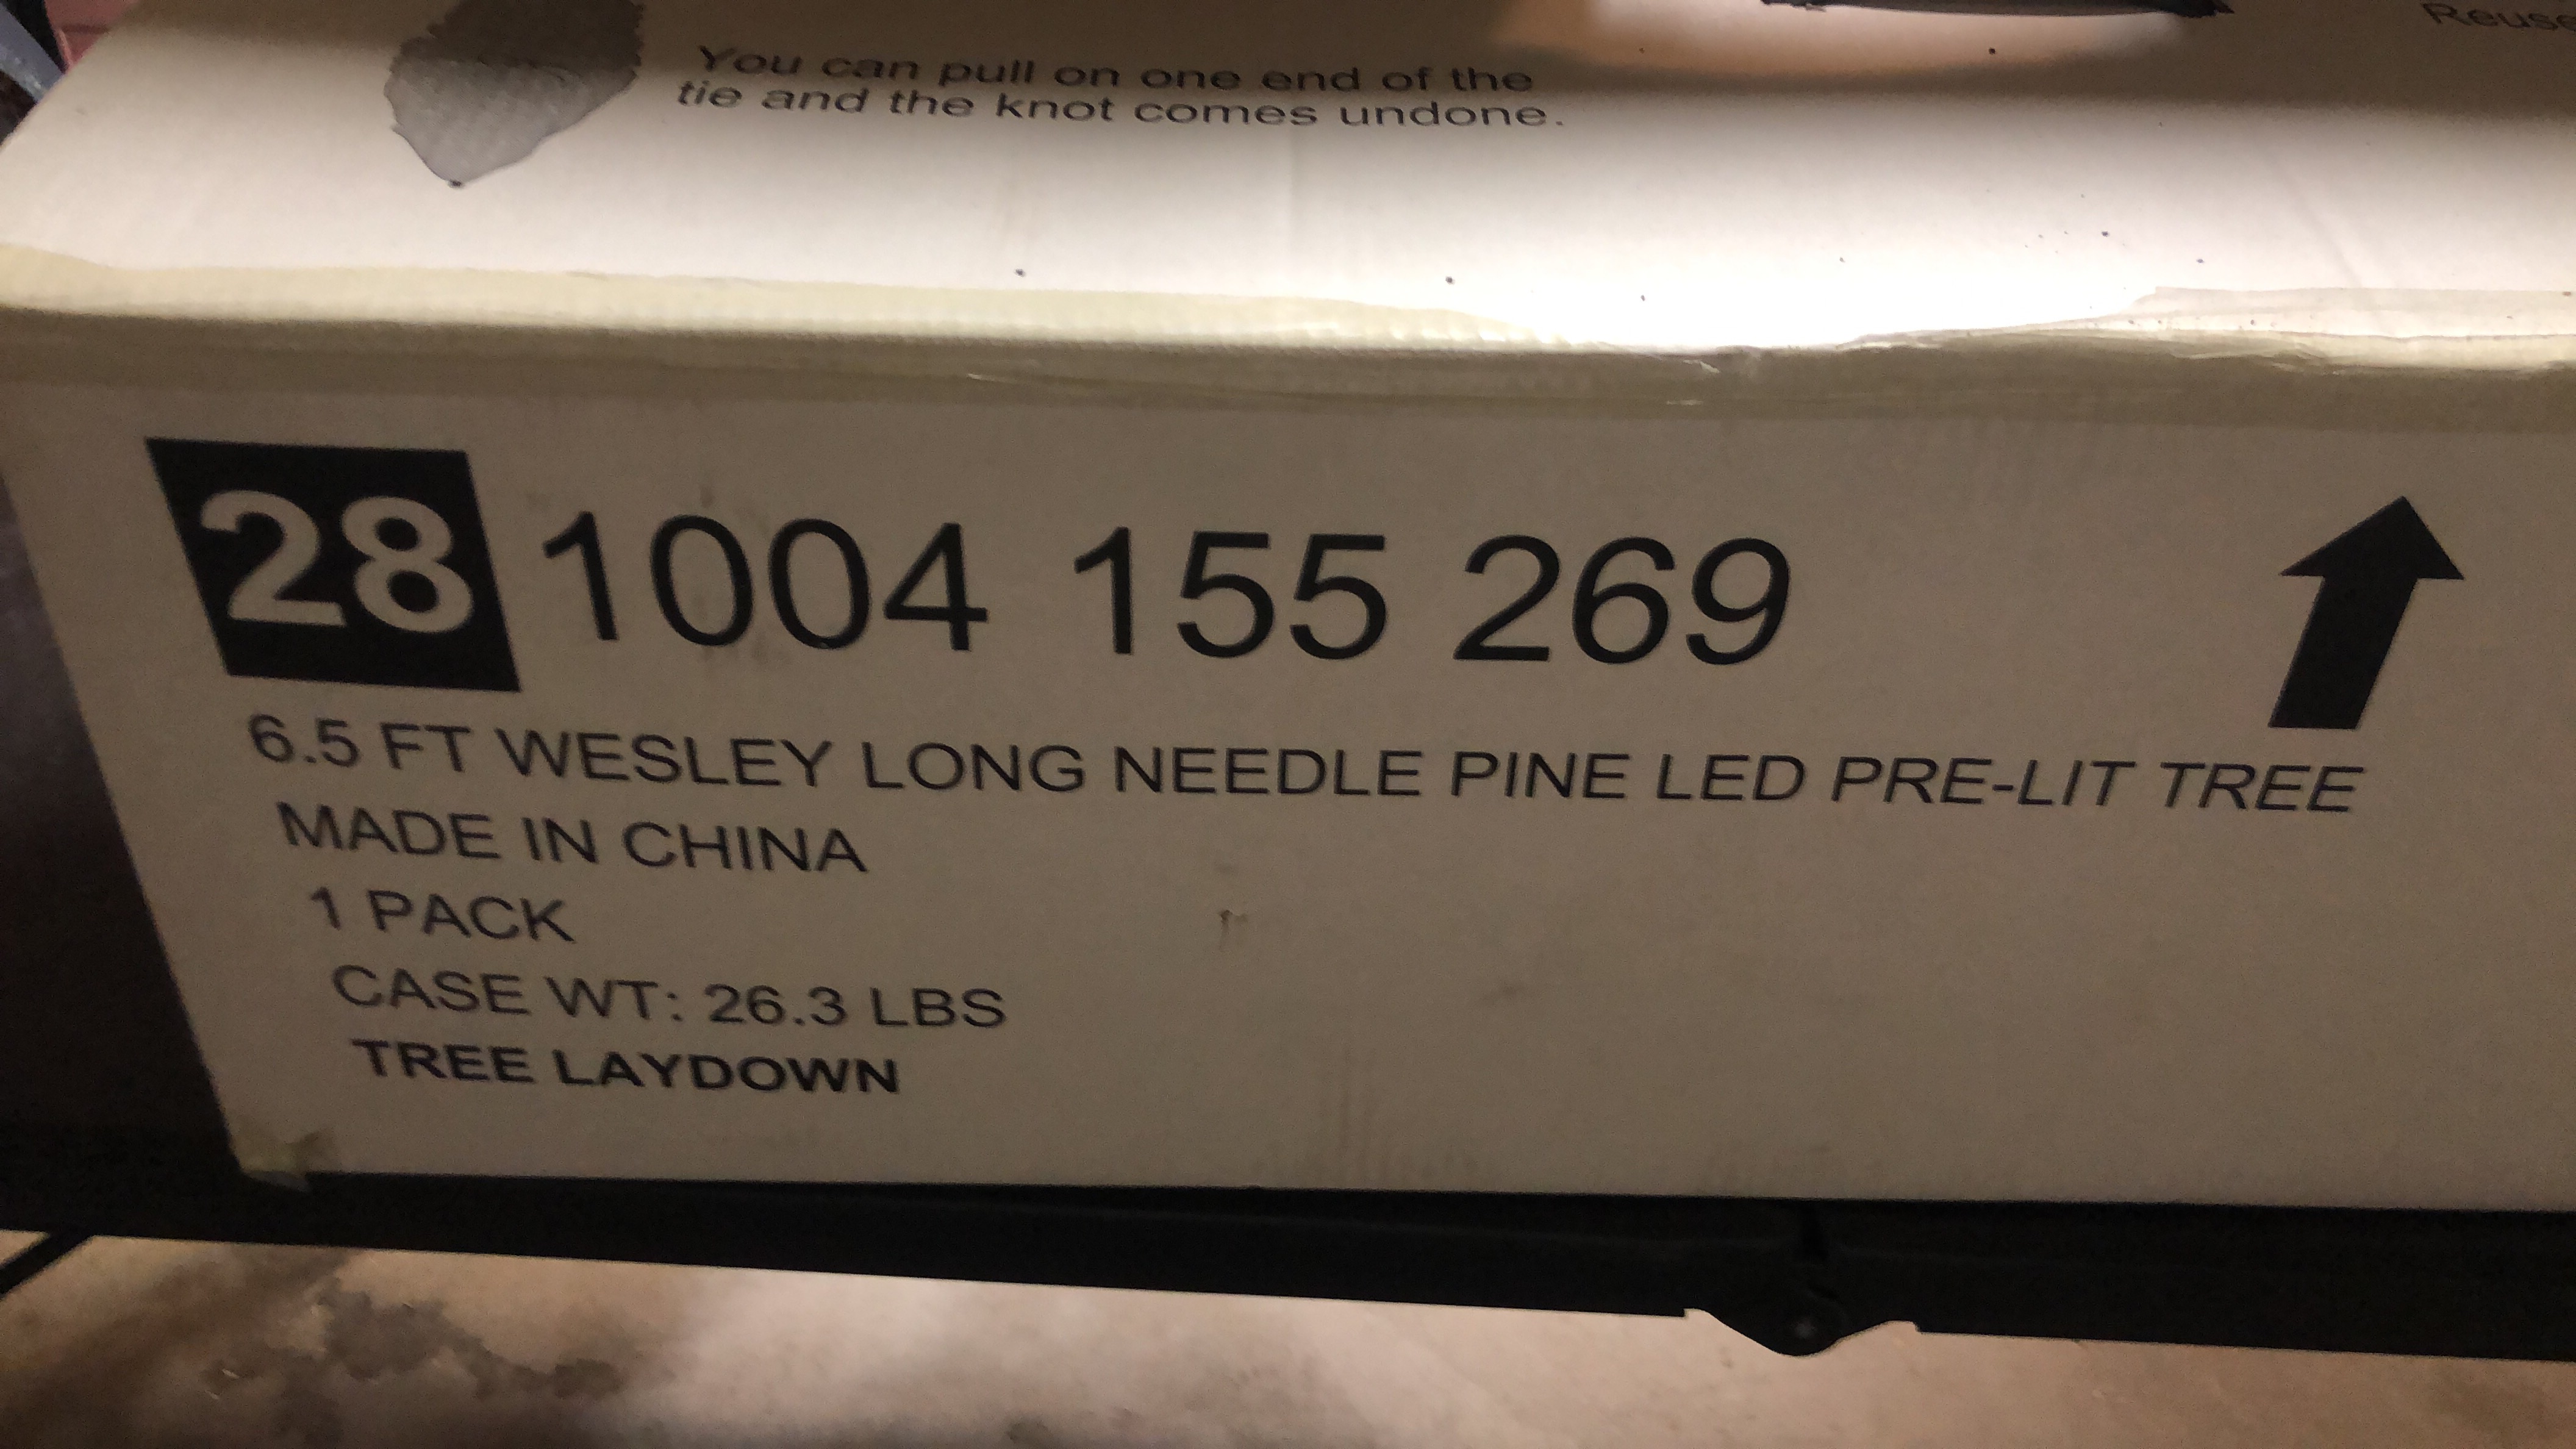 Reuse
You can pull on one end of the
tie and the knot comes undone.
28 1004 155 269
6.5 FT WESLEY LONG NEEDLE PINE LED PRE-LIT TREE
MADE IN CHINA
1 PACK
CASE WT: 26.3 LBS
TREE LAYDOWN